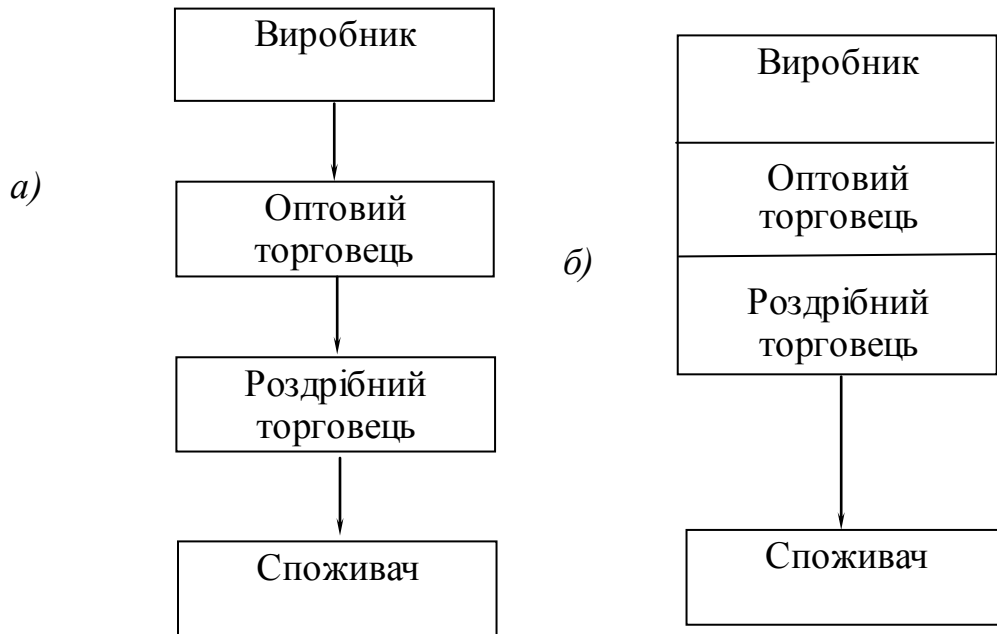 а)
Виробник
Оптовий
торговець
Роздрібний
торговець
Споживач
б)
Виробник
Оптовий
торговець
Роздрібний
торговець
Споживач